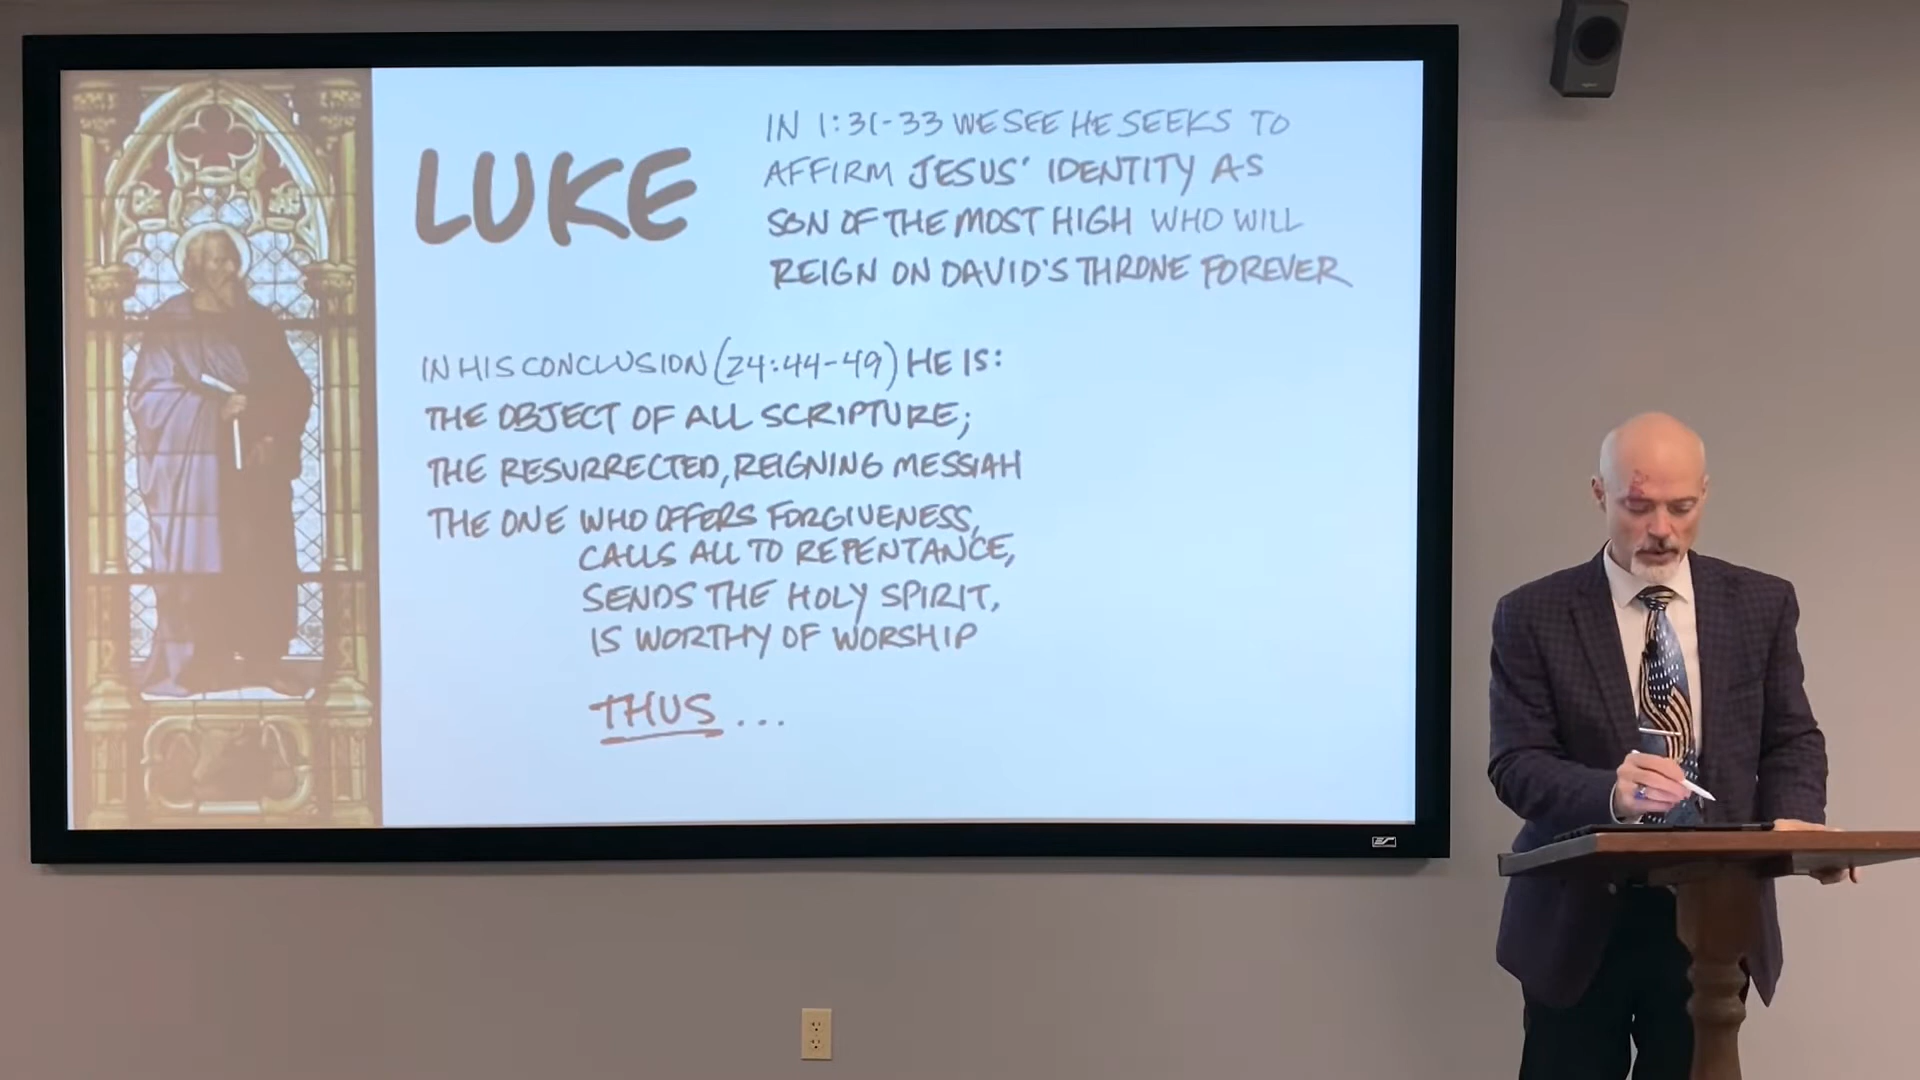 LUKE
IN 1:31-33 WE SEE HE SEEKS TO
AFFIRM JESUS' IDENTITY AS
SON OF THE MOST HIGH WHO WILL
REIGN ON DAVID'S THRONE FOREVER
IN HIS CONCLUSION (24:44-49) HE IS:
THE OBJECT OF ALL SCRIPTURE;
THE RESURRECTED, REIGNING MESSIAH
THE ONE WHO OFFERS FORGIVENESS,
CALLS ALL TO REPENTANCE,
SENDS THE HOLY SPIRIT,
IS WORTHY OF WORSHIP
THUS ...